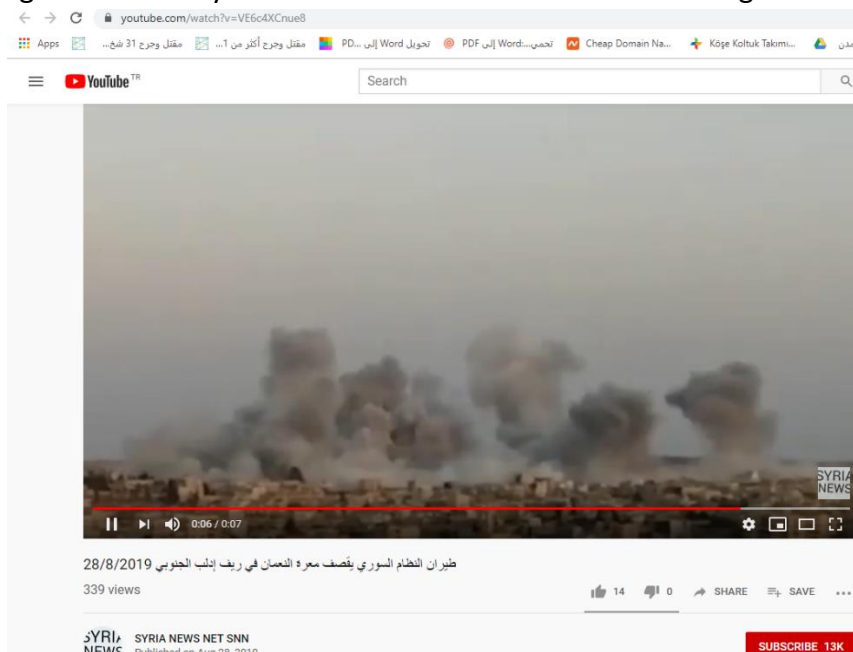 youtube.com/watch?v=VE6c4XCnue8
Apps مقتل وجرح 31 شخ... مقتل وجرح أكثر من 1... تحويل Word إلى PD... تحمي...:Word إلى PDF Cheap Domain Na... Köşe Koltuk Takımı...
YouTube TR
Search
SYRIA
NEWS
0:06 / 0:07
طيران النظام السوري يقصف معرة النعمان في ريف إدلب الجنوبي 28/8/2019
339 views
14 0 SHARE SAVE
SYRIA NEWS NET SNN
NEWS Published on Aug 28, 2019
SUBSCRIBE 13K